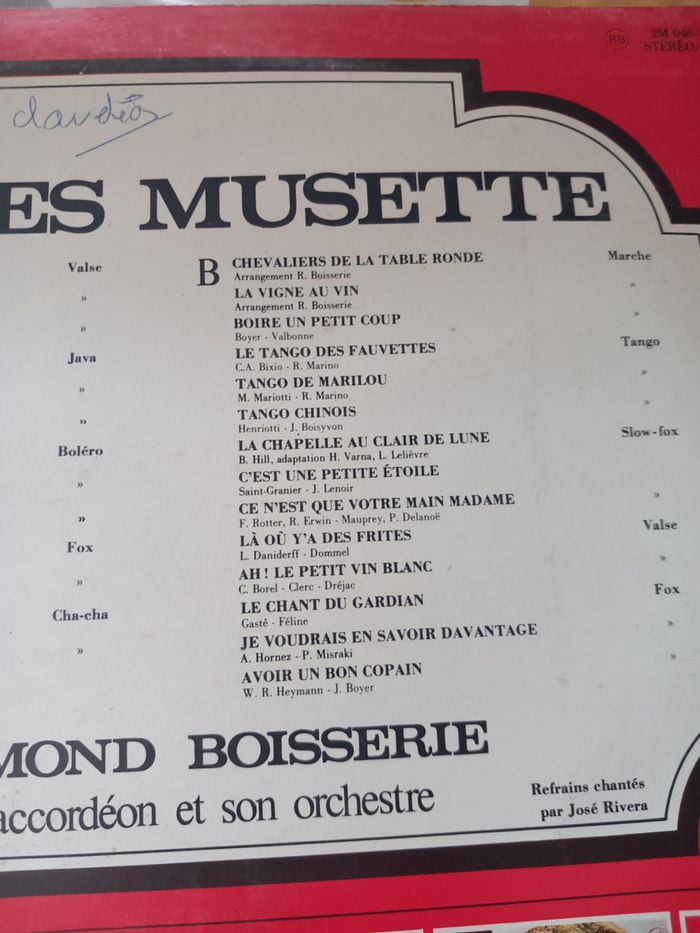 RB
2M 046
STÉRÉO/
ES MUSETTE
Valse
B CHEVALIERS DE LA TABLE RONDE Marche
Arrangement R. Boisserie
» LA VIGNE AU VIN »
Arrangement R. Boisserie
» BOIRE UN PETIT COUP »
Boyer - Valbonne
Java LE TANGO DES FAUVETTES Tango
C.A. Bixio - R. Marino
» TANGO DE MARILOU »
M. Mariotti - R. Marino
» TANGO CHINOIS »
Henriotti - J. Boisyvon
Boléro LA CHAPELLE AU CLAIR DE LUNE Slow-fox
B. Hill, adaptation H. Varna, L. Lelièvre
» C'EST UNE PETITE ÉTOILE
Saint-Granier - J. Lenoir
» CE N'EST QUE VOTRE MAIN MADAME »
F. Rotter, R. Erwin - Mauprey, P. Delanoë
Fox LÀ OÙ Y'A DES FRITES Valse
L. Daniderff - Dommel
» AH! LE PETIT VIN BLANC »
C. Borel - Clerc - Dréjac
Cha-cha LE CHANT DU GARDIAN Fox
Gasté - Féline
» JE VOUDRAIS EN SAVOIR DAVANTAGE »
A. Hornez - P. Misraki
AVOIR UN BON COPAIN »
W. R. Heymann - J. Boyer
MOND BOISSERIE
accordéon et son orchestre
Refrains chantés
par José Rivera